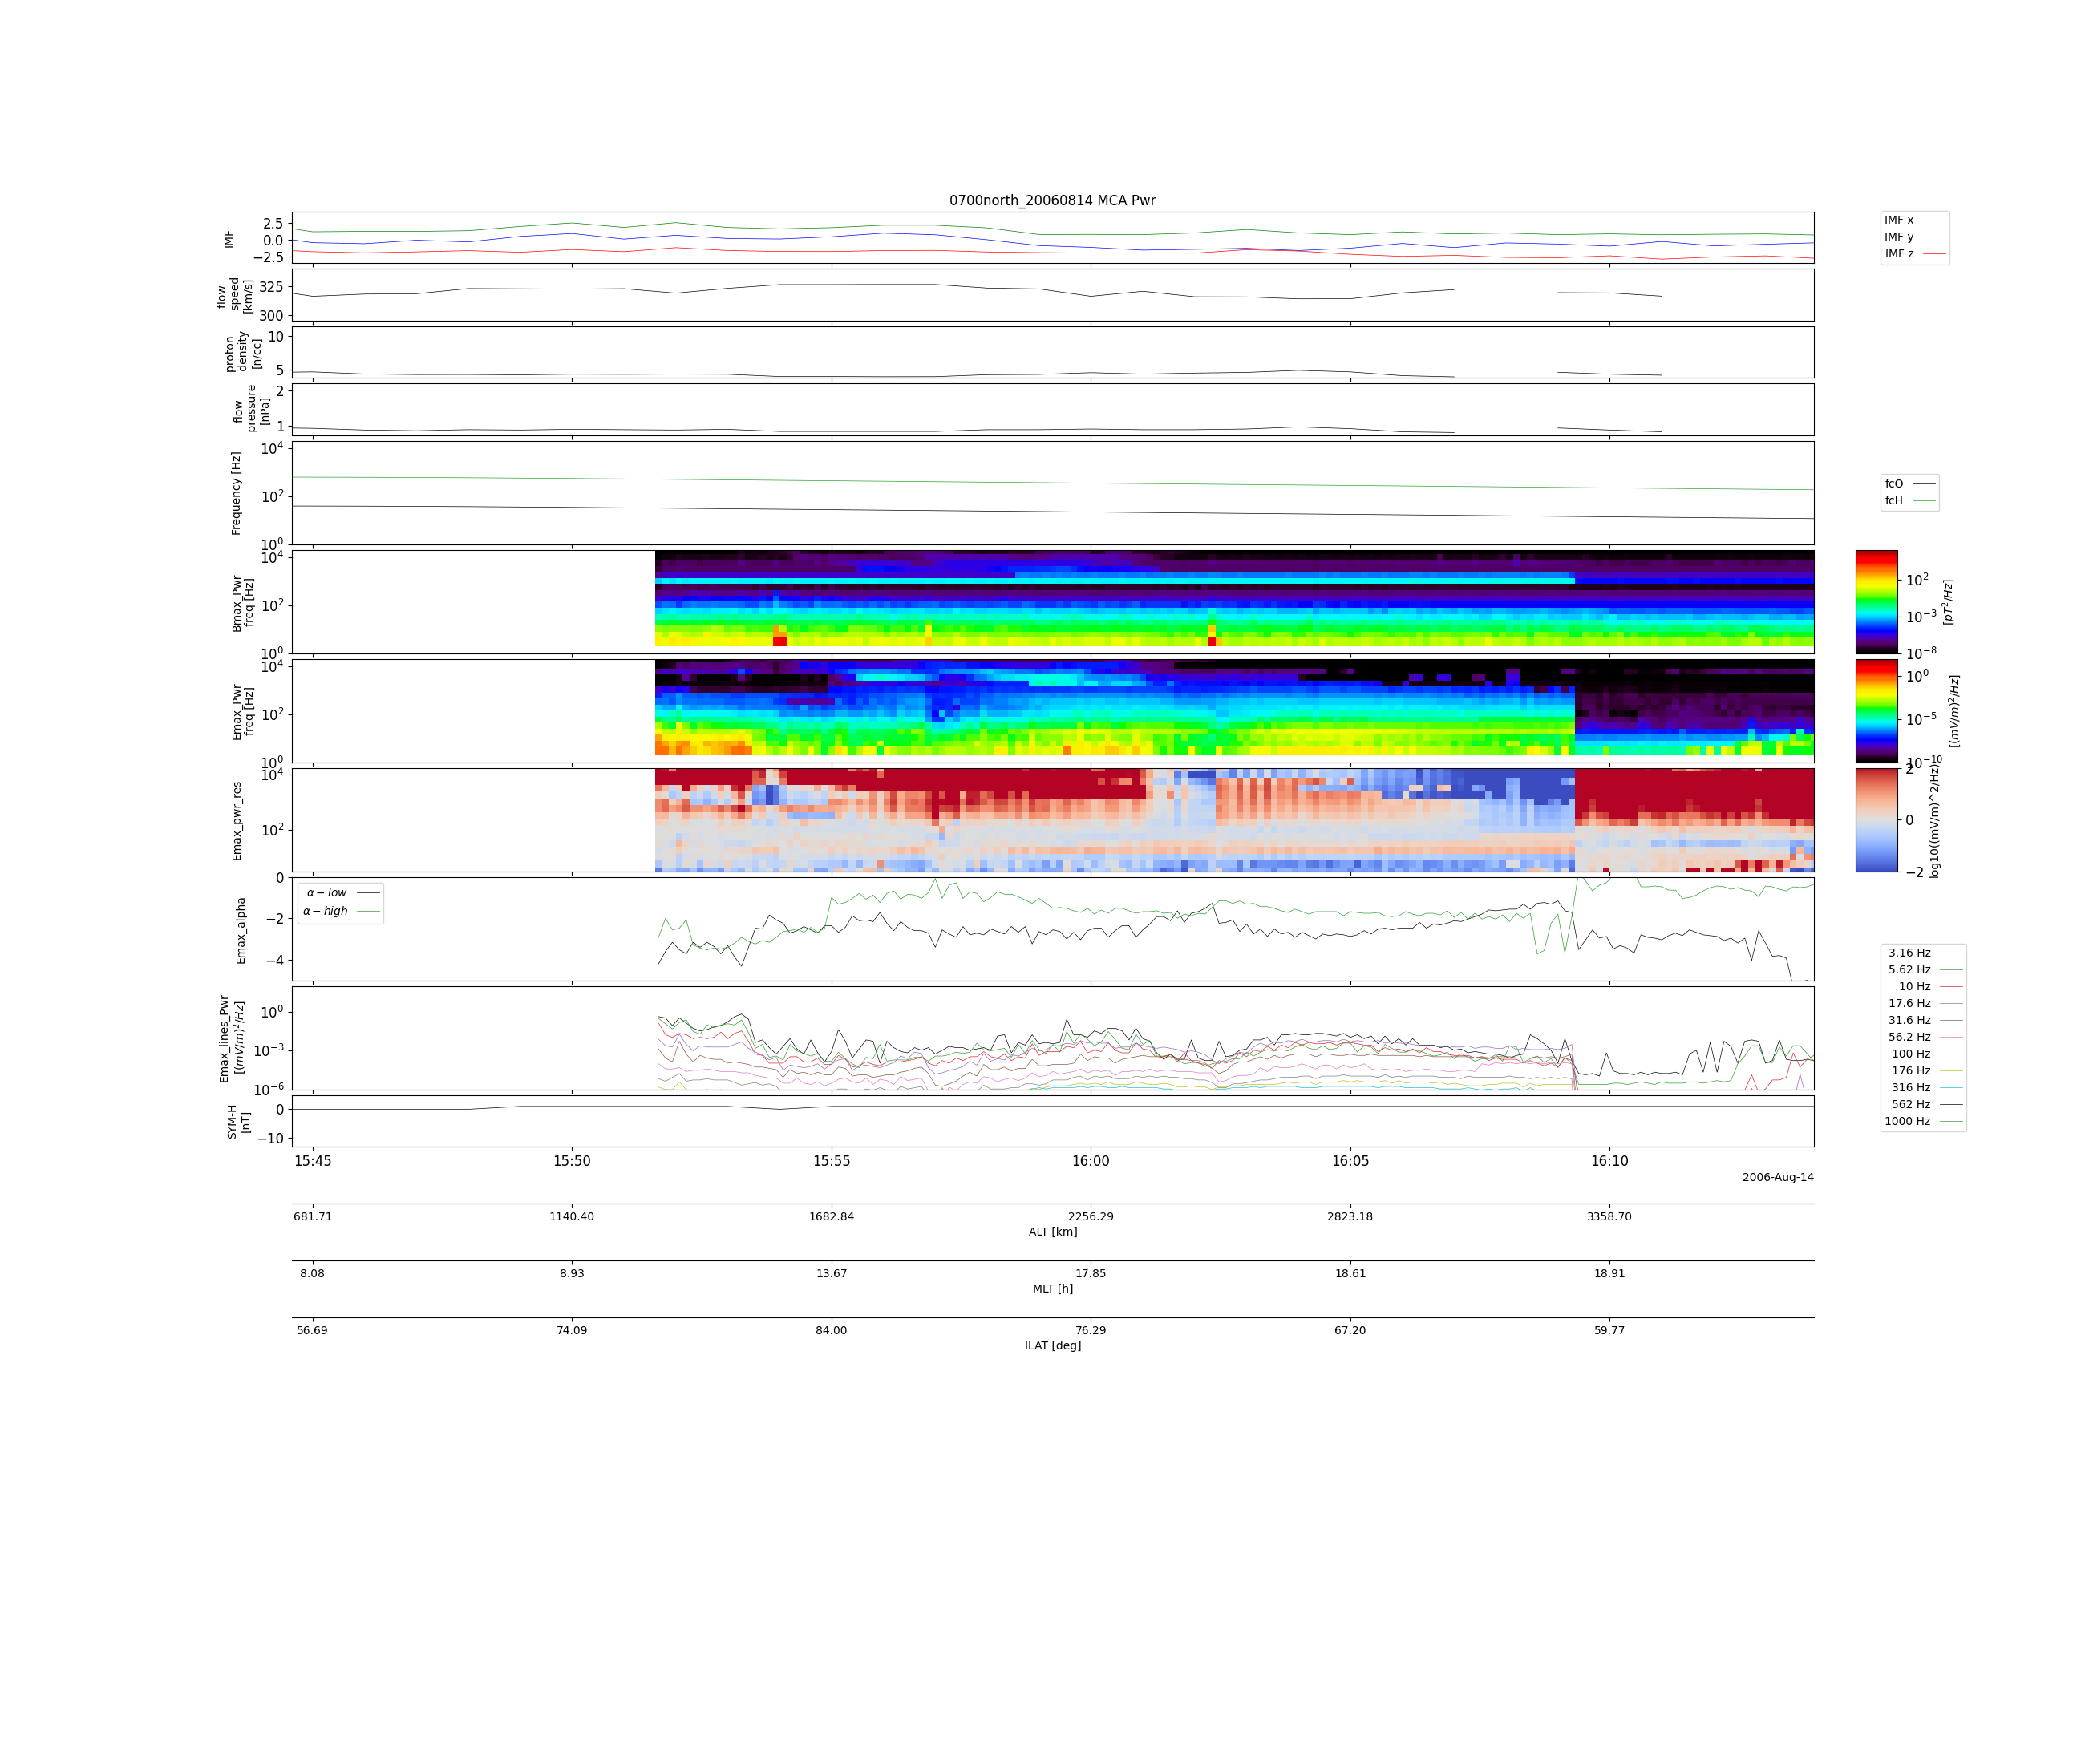 0700north_20060814 MCA Pwr
IMF
2.5
0.0
−2.5
IMF x
IMF y
IMF z
flow
speed
[km/s]
325
300
proton
density
[n/cc]
10
5
flow
pressure
[nPa]
2
1
Frequency [Hz]
10^4
10^2
10^0
fcO
fcH
Bmax_Pwr
freq [Hz]
10^4
10^2
10^0
10^2
10^−3
10^−8
[pT^2/Hz]
Emax_Pwr
freq [Hz]
10^4
10^2
10^0
10^0
10^−5
10^−10
[(mV/m)^2/Hz]
Emax_pwr_res
10^4
10^2
2
0
−2
log10((mV/m)^2/Hz)
Emax_alpha
0
−2
−4
α − low
α − high
Emax_lines_Pwr
[(mV/m)^2/Hz]
10^0
10^−3
10^−6
3.16 Hz
5.62 Hz
10 Hz
17.6 Hz
31.6 Hz
56.2 Hz
100 Hz
176 Hz
316 Hz
562 Hz
1000 Hz
SYM-H
[nT]
0
−10
15:45 15:50 15:55 16:00 16:05 16:10
2006-Aug-14
681.71 1140.40 1682.84 2256.29 2823.18 3358.70
ALT [km]
8.08 8.93 13.67 17.85 18.61 18.91
MLT [h]
56.69 74.09 84.00 76.29 67.20 59.77
ILAT [deg]